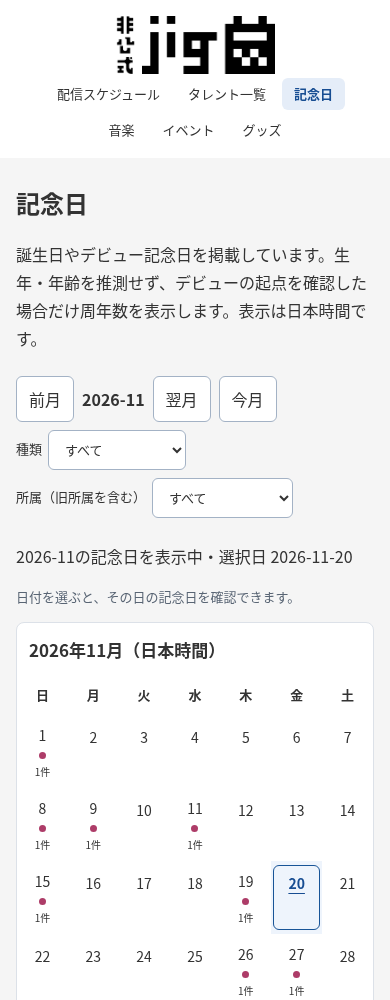 非公式 jig
配信スケジュール タレント一覧 記念日
音楽 イベント グッズ
記念日
誕生日やデビュー記念日を掲載しています。生
年・年齢を推測せず、デビューの起点を確認した
場合だけ周年数を表示します。表示は日本時間で
す。
前月 2026-11 翌月 今月
種類 すべて
所属（旧所属を含む） すべて
2026-11の記念日を表示中・選択日 2026-11-20
日付を選ぶと、その日の記念日を確認できます。
2026年11月（日本時間）
日 月 火 水 木 金 土
1 2 3 4 5 6 7
1件
8 9 10 11 12 13 14
1件 1件 1件
15 16 17 18 19 20 21
1件 1件
22 23 24 25 26 27 28
1件 1件